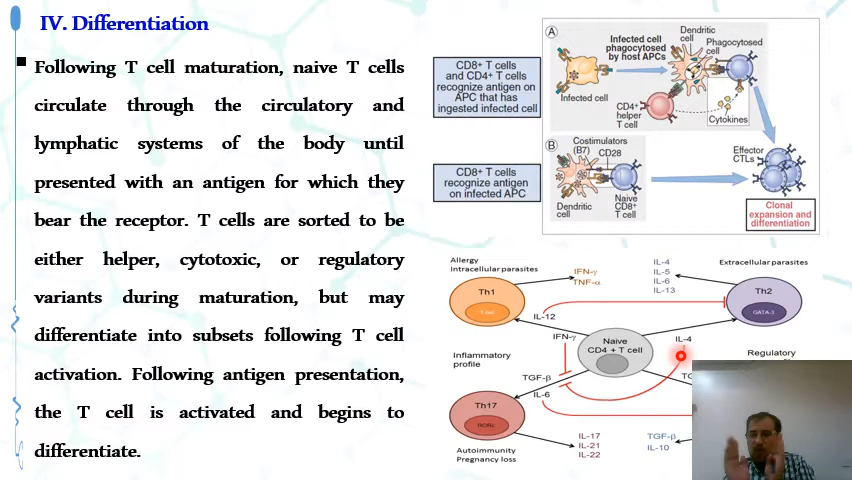 IV. Differentiation
Following T cell maturation, naive T cells
circulate through the circulatory and
lymphatic systems of the body until
presented with an antigen for which they
bear the receptor. T cells are sorted to be
either helper, cytotoxic, or regulatory
variants during maturation, but may
differentiate into subsets following T cell
activation. Following antigen presentation,
the T cell is activated and begins to
differentiate.
CD8+ T cells
and CD4+ T cells
recognize antigen on
APC that has
ingested infected cell
A
Infected cell
phagocytosed
by host APCs
Dendritic
cell
Phagocytosed
cell
Infected cell
CD4+
helper
T cell
Cytokines
CD8+ T cells
recognize antigen
on infected APC
B
Costimulators
(B7)
CD28
Dendritic
cell
Naive
CD8+
T cell
Effector
CTLs
Clonal
expansion and
differentiation
Allergy
Intracellular parasites
IFN-γ
TNF-α
IL-4
IL-5
IL-6
IL-13
Extracellular parasites
Th1
T-bet
Th2
GATA-3
IL-12
IFN-γ
Naive
CD4 + T cell
IL-4
Inflammatory
profile
Regulatory
TGF-β
IL-6
Th17
IL-17
IL-21
IL-22
TGF-β
IL-10
Autoimmunity
Pregnancy loss